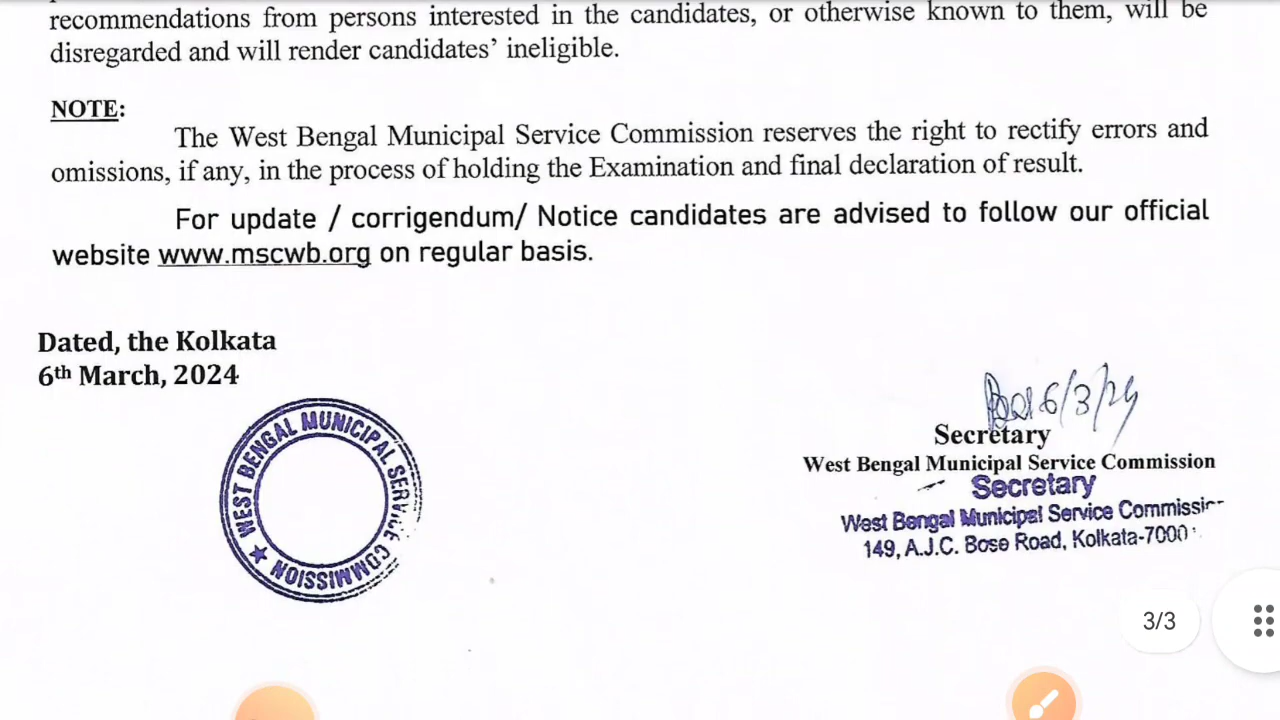 recommendations from persons interested in the candidates, or otherwise known to them, will be
disregarded and will render candidates’ ineligible.
NOTE:
The West Bengal Municipal Service Commission reserves the right to rectify errors and
omissions, if any, in the process of holding the Examination and final declaration of result.
For update / corrigendum/ Notice candidates are advised to follow our official
website www.mscwb.org on regular basis.
Dated, the Kolkata
6th March, 2024
WEST BENGAL MUNICIPAL SERVICE COMMISSION
6/3/24
Secretary
West Bengal Municipal Service Commission
Secretary
West Bengal Municipal Service Commission
149, A.J.C. Bose Road, Kolkata-7000
3/3